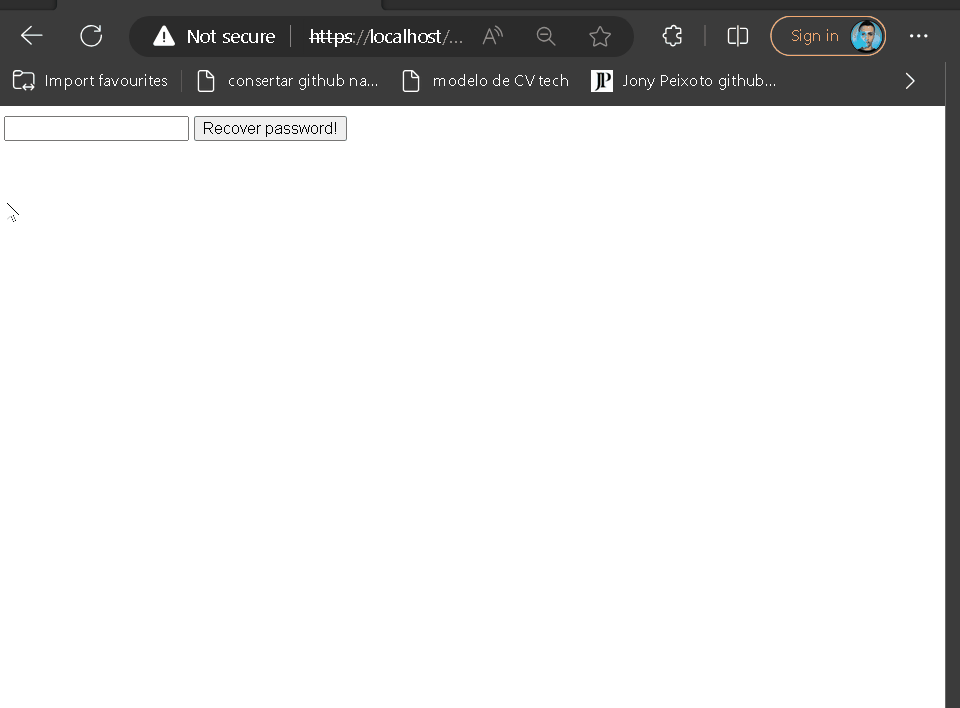 Not secure https://localhost/... Sign in
Import favourites consertar github na... modelo de CV tech JP Jony Peixoto github...
Recover password!